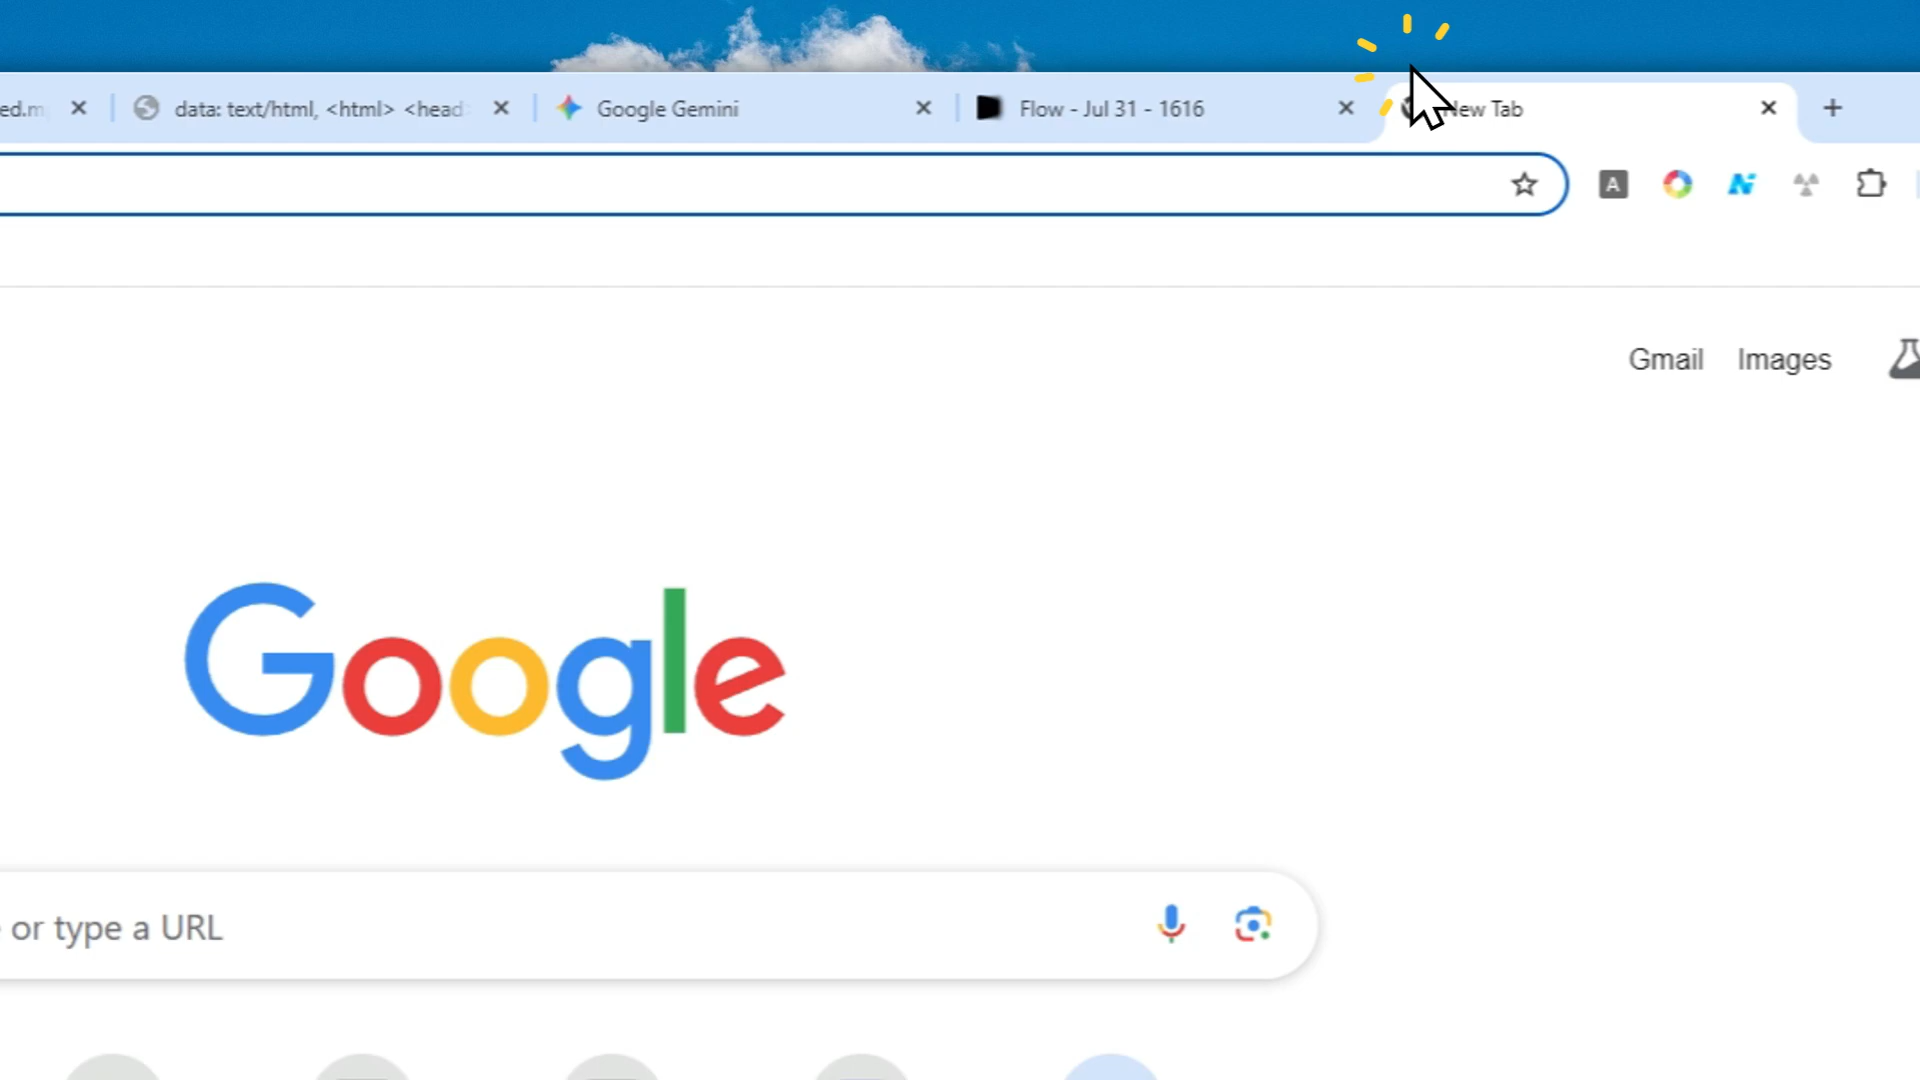 ed.m
data: text/html, <html> <head>
Google Gemini
Flow - Jul 31 - 1616
New Tab
A
N
Gmail Images
Google
or type a URL